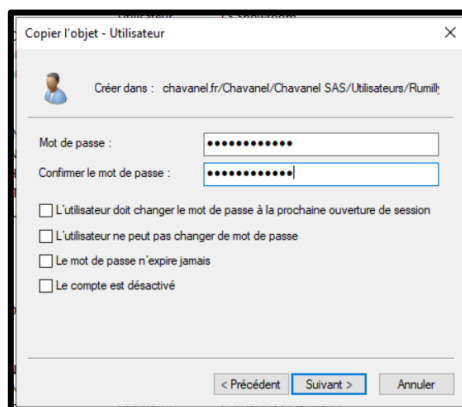 Copier l'objet - Utilisateur
Créer dans : chavanel.fr/Chavanel/Chavanel SAS/Utilisateurs/Rumilly
Mot de passe :
Confirmer le mot de passe :
L'utilisateur doit changer le mot de passe à la prochaine ouverture de session
L'utilisateur ne peut pas changer de mot de passe
Le mot de passe n'expire jamais
Le compte est désactivé
< Précédent Suivant > Annuler